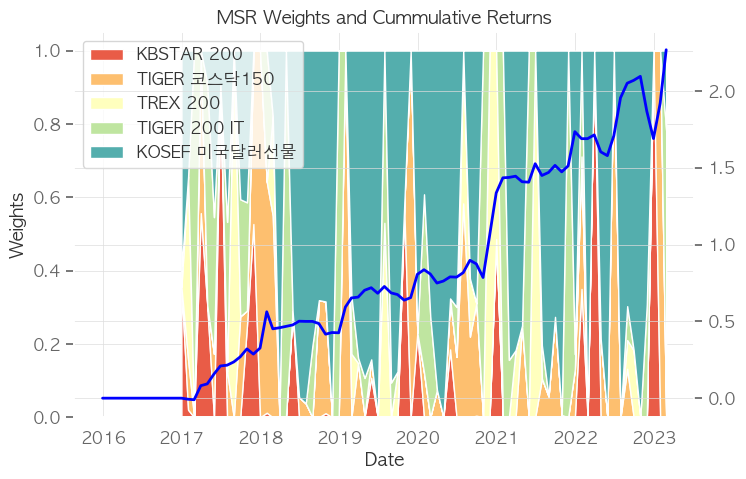 MSR Weights and Cummulative Returns
KBSTAR 200
TIGER 코스닥150
TREX 200
TIGER 200 IT
KOSEF 미국달러선물
1.0
0.8
0.6
0.4
0.2
0.0
Weights
2.0
1.5
1.0
0.5
0.0
2016 2017 2018 2019 2020 2021 2022 2023
Date